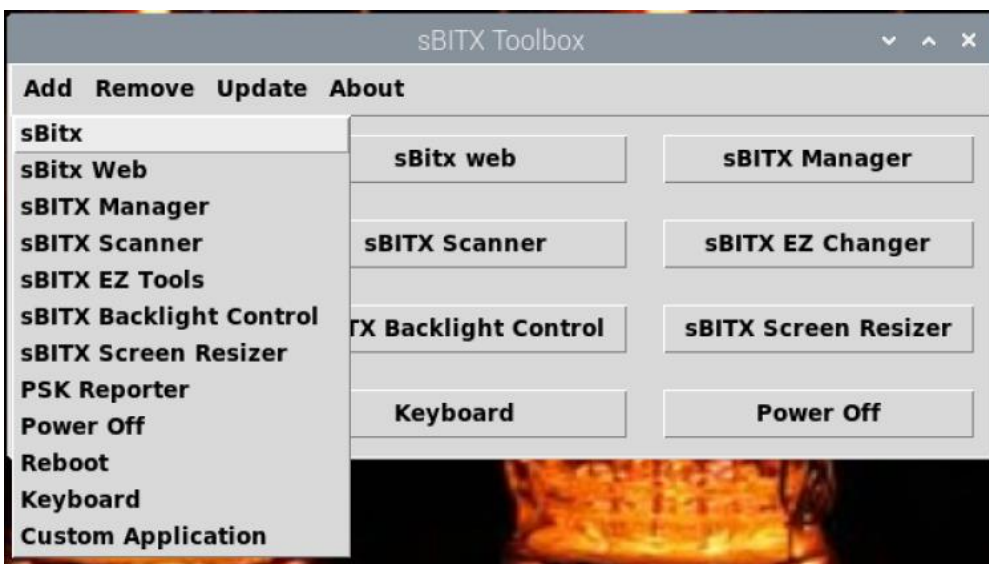 sBITX Toolbox
Add Remove Update About
sBitx
sBitx Web
sBITX Manager
sBITX Scanner
sBITX EZ Tools
sBITX Backlight Control
sBITX Screen Resizer
PSK Reporter
Power Off
Reboot
Keyboard
Custom Application
sBitx web
sBITX Manager
sBITX Scanner
sBITX EZ Changer
TX Backlight Control
sBITX Screen Resizer
Keyboard
Power Off